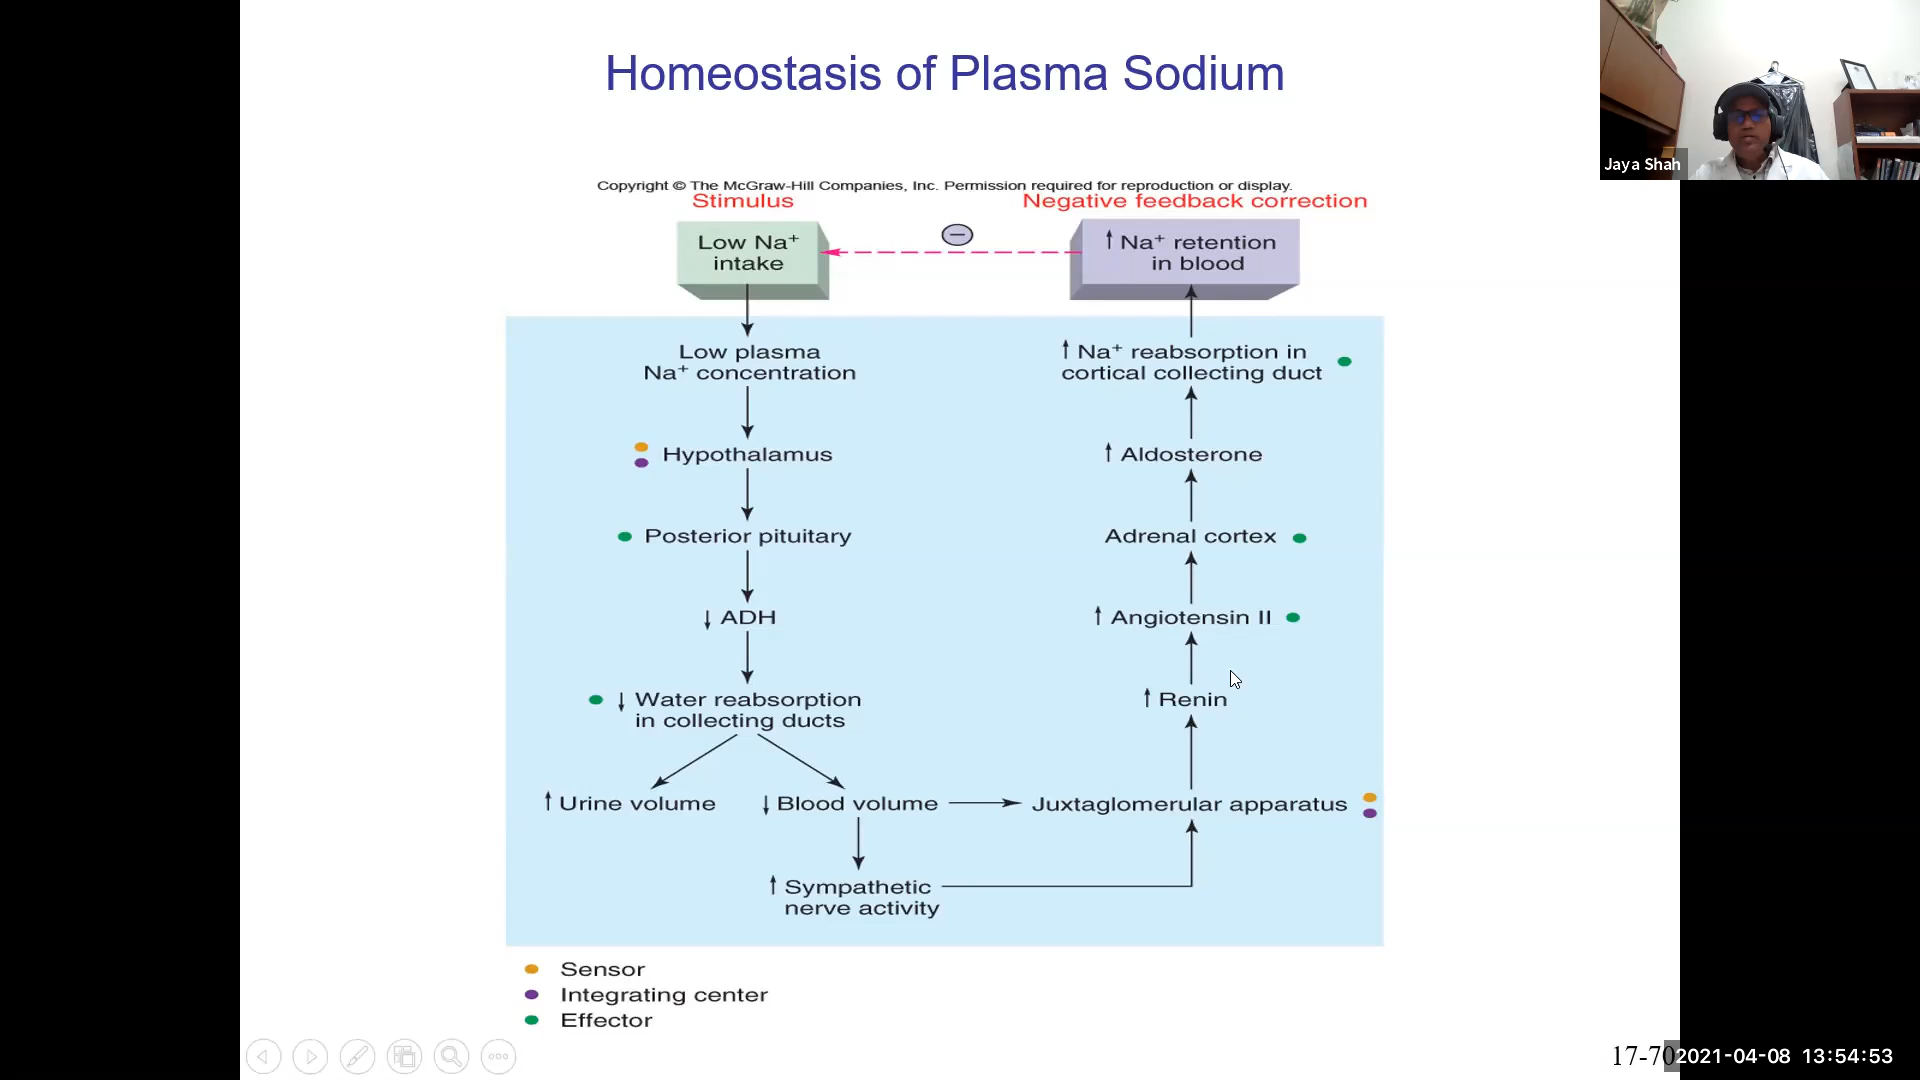 Homeostasis of Plasma Sodium
Jaya Shah
Copyright © The McGraw-Hill Companies, Inc. Permission required for reproduction or display.
Stimulus
Negative feedback correction
Low Na⁺
intake
−
↑ Na⁺ retention
in blood
Low plasma
Na⁺ concentration
Hypothalamus
Posterior pituitary
↓ ADH
↓ Water reabsorption
in collecting ducts
↑ Urine volume
↓ Blood volume
↑ Sympathetic
nerve activity
Juxtaglomerular apparatus
↑ Renin
↑ Angiotensin II
Adrenal cortex
↑ Aldosterone
↑ Na⁺ reabsorption in
cortical collecting duct
Sensor
Integrating center
Effector
17-70
2021-04-08 13:54:53